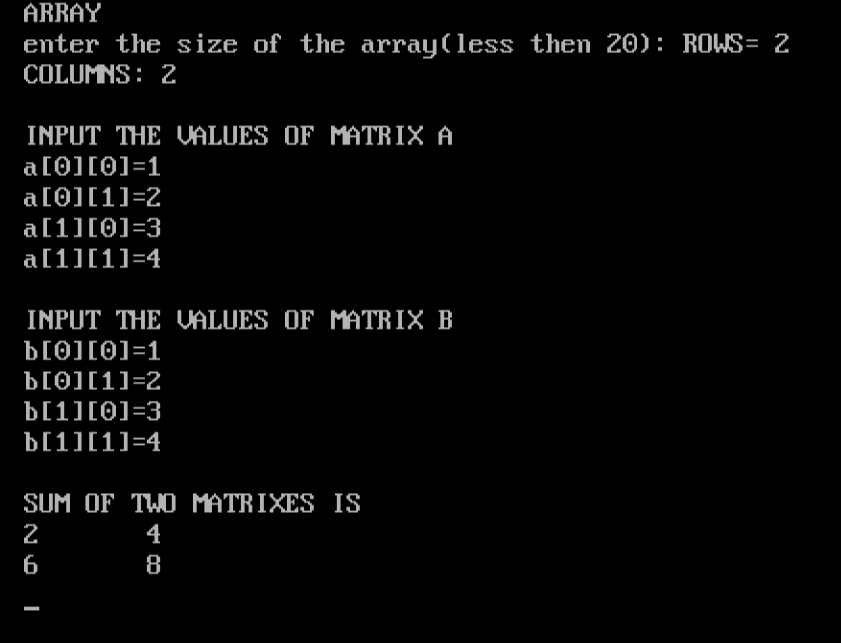 ARRAY
enter the size of the array(less then 20): ROWS= 2
COLUMNS: 2
INPUT THE VALUES OF MATRIX A
a[0][0]=1
a[0][1]=2
a[1][0]=3
a[1][1]=4
INPUT THE VALUES OF MATRIX B
b[0][0]=1
b[0][1]=2
b[1][0]=3
b[1][1]=4
SUM OF TWO MATRIXES IS
2 4
6 8
_